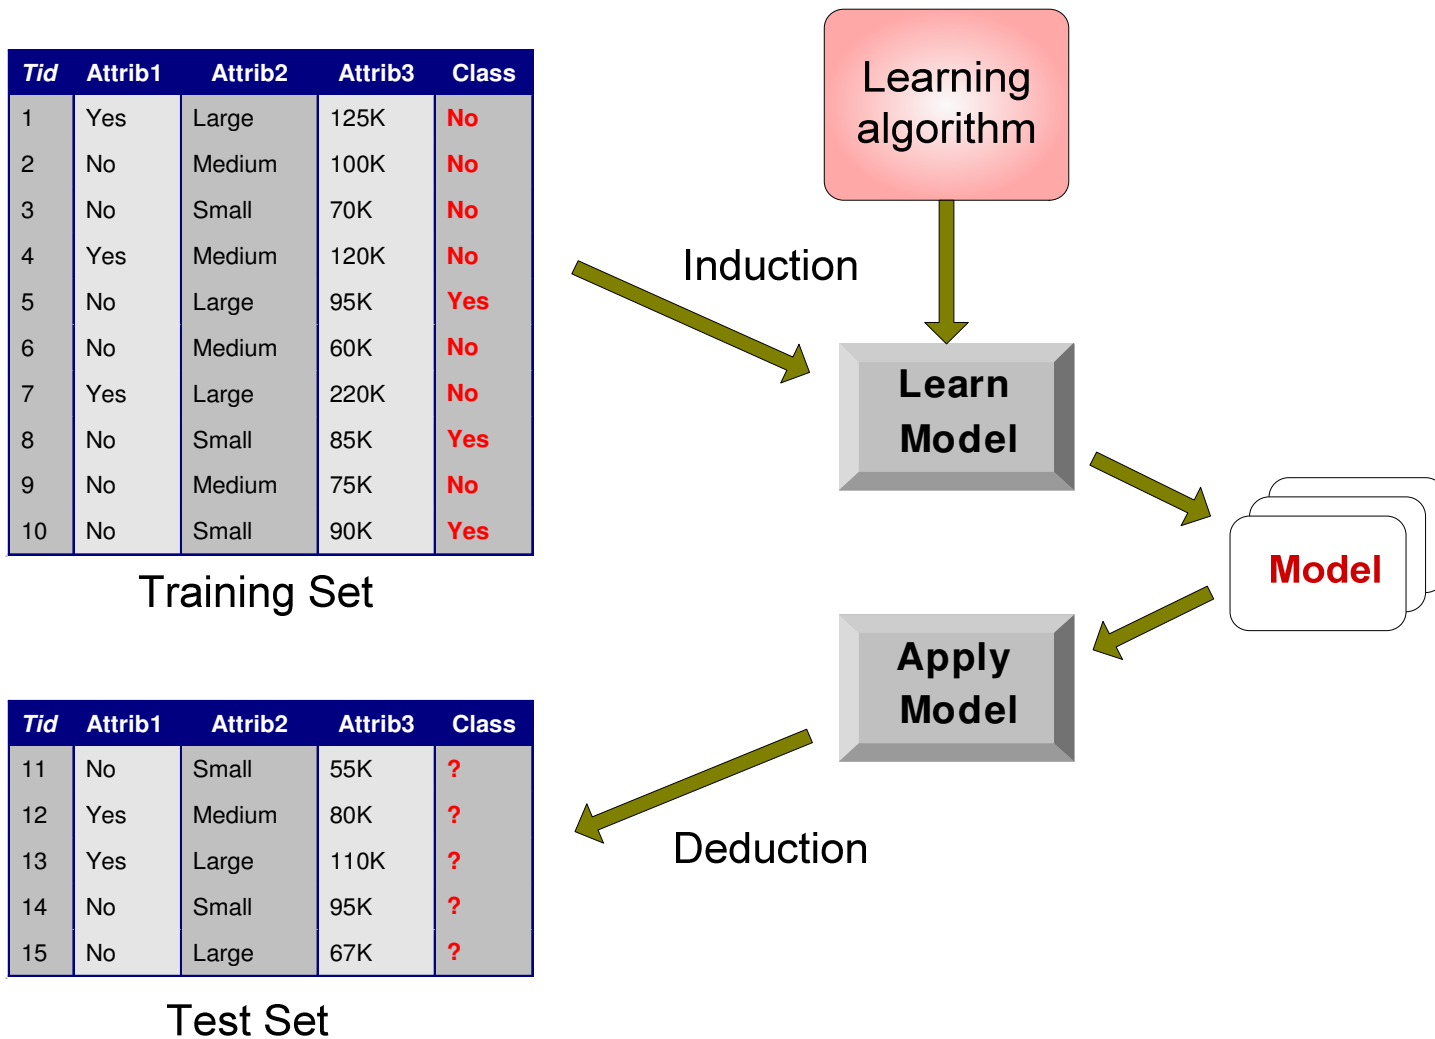 Tid Attrib1 Attrib2 Attrib3 Class
1 Yes Large 125K No
2 No Medium 100K No
3 No Small 70K No
4 Yes Medium 120K No
5 No Large 95K Yes
6 No Medium 60K No
7 Yes Large 220K No
8 No Small 85K Yes
9 No Medium 75K No
10 No Small 90K Yes
Training Set
Learning
algorithm
Induction
Learn
Model
Model
Apply
Model
Deduction
Tid Attrib1 Attrib2 Attrib3 Class
11 No Small 55K ?
12 Yes Medium 80K ?
13 Yes Large 110K ?
14 No Small 95K ?
15 No Large 67K ?
Test Set